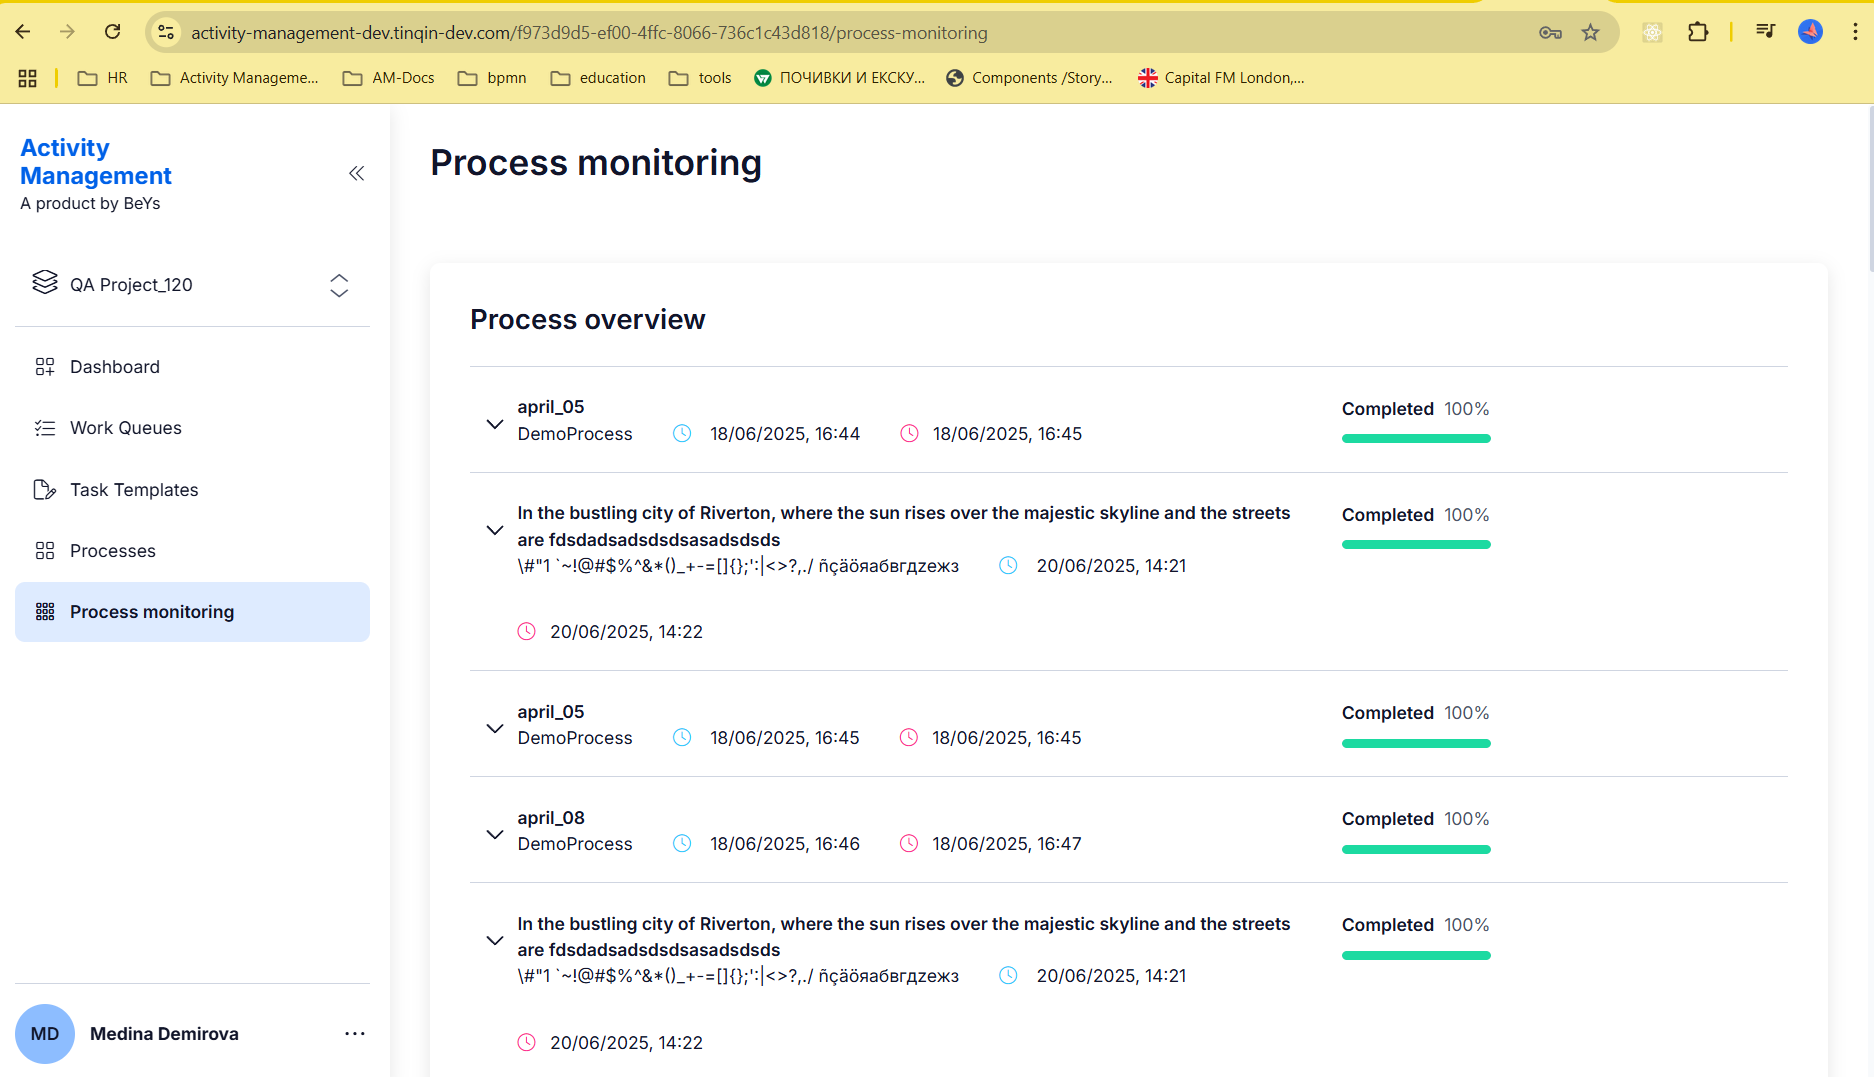 activity-management-dev.tinqin-dev.com/f973d9d5-ef00-4ffc-8066-736c1c43d818/process-monitoring
HR
Activity Manageme...
AM-Docs
bpmn
education
tools
ПОЧИВКИ И ЕКСКУ...
Components /Story...
Capital FM London,...
Activity
Management
A product by BeYs
QA Project_120
Dashboard
Work Queues
Task Templates
Processes
Process monitoring
MD
Medina Demirova
Process monitoring
Process overview
april_05
DemoProcess 18/06/2025, 16:44 18/06/2025, 16:45
Completed 100%
In the bustling city of Riverton, where the sun rises over the majestic skyline and the streets
are fdsdadsadsdsdsasadsdsds
\#"1 `~!@#$%^&*()_+-=[]{};':|<>?,./ ñçäöяабвгдzежз 20/06/2025, 14:21
20/06/2025, 14:22
Completed 100%
april_05
DemoProcess 18/06/2025, 16:45 18/06/2025, 16:45
Completed 100%
april_08
DemoProcess 18/06/2025, 16:46 18/06/2025, 16:47
Completed 100%
In the bustling city of Riverton, where the sun rises over the majestic skyline and the streets
are fdsdadsadsdsdsasadsdsds
\#"1 `~!@#$%^&*()_+-=[]{};':|<>?,./ ñçäöяабвгдzежз 20/06/2025, 14:21
20/06/2025, 14:22
Completed 100%